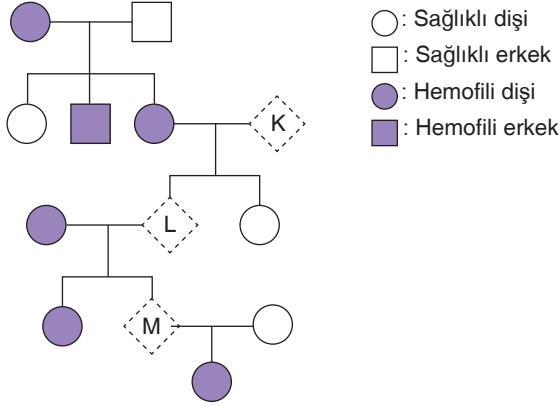 : Sağlıklı dişi
: Sağlıklı erkek
: Hemofili dişi
: Hemofili erkek
K
L
M